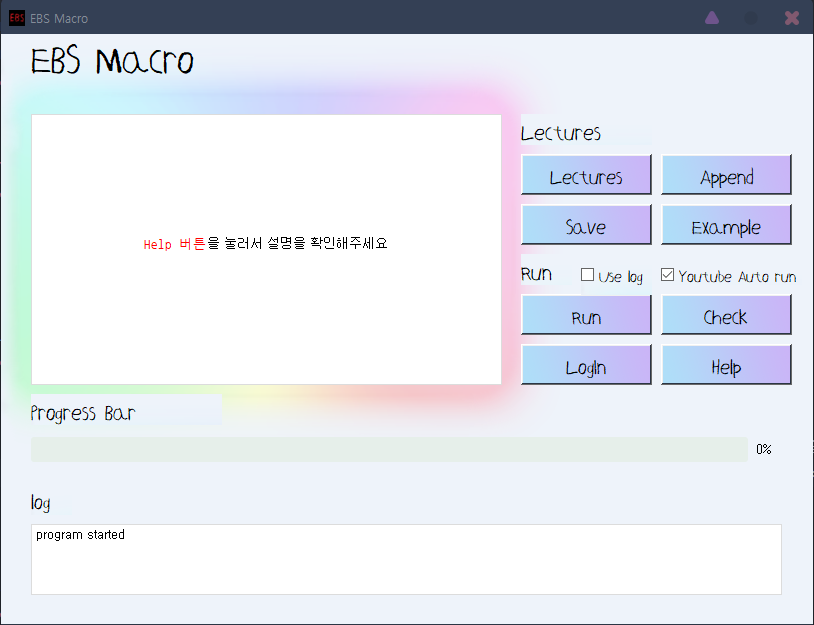 EBS EBS Macro
EBS Macro
Help 버튼을 눌러서 설명을 확인해주세요
Lectures
Lectures Append
Save Example
Run Use log Youtube Auto run
Run Check
LogIn Help
Progress Bar
0%
log
program started